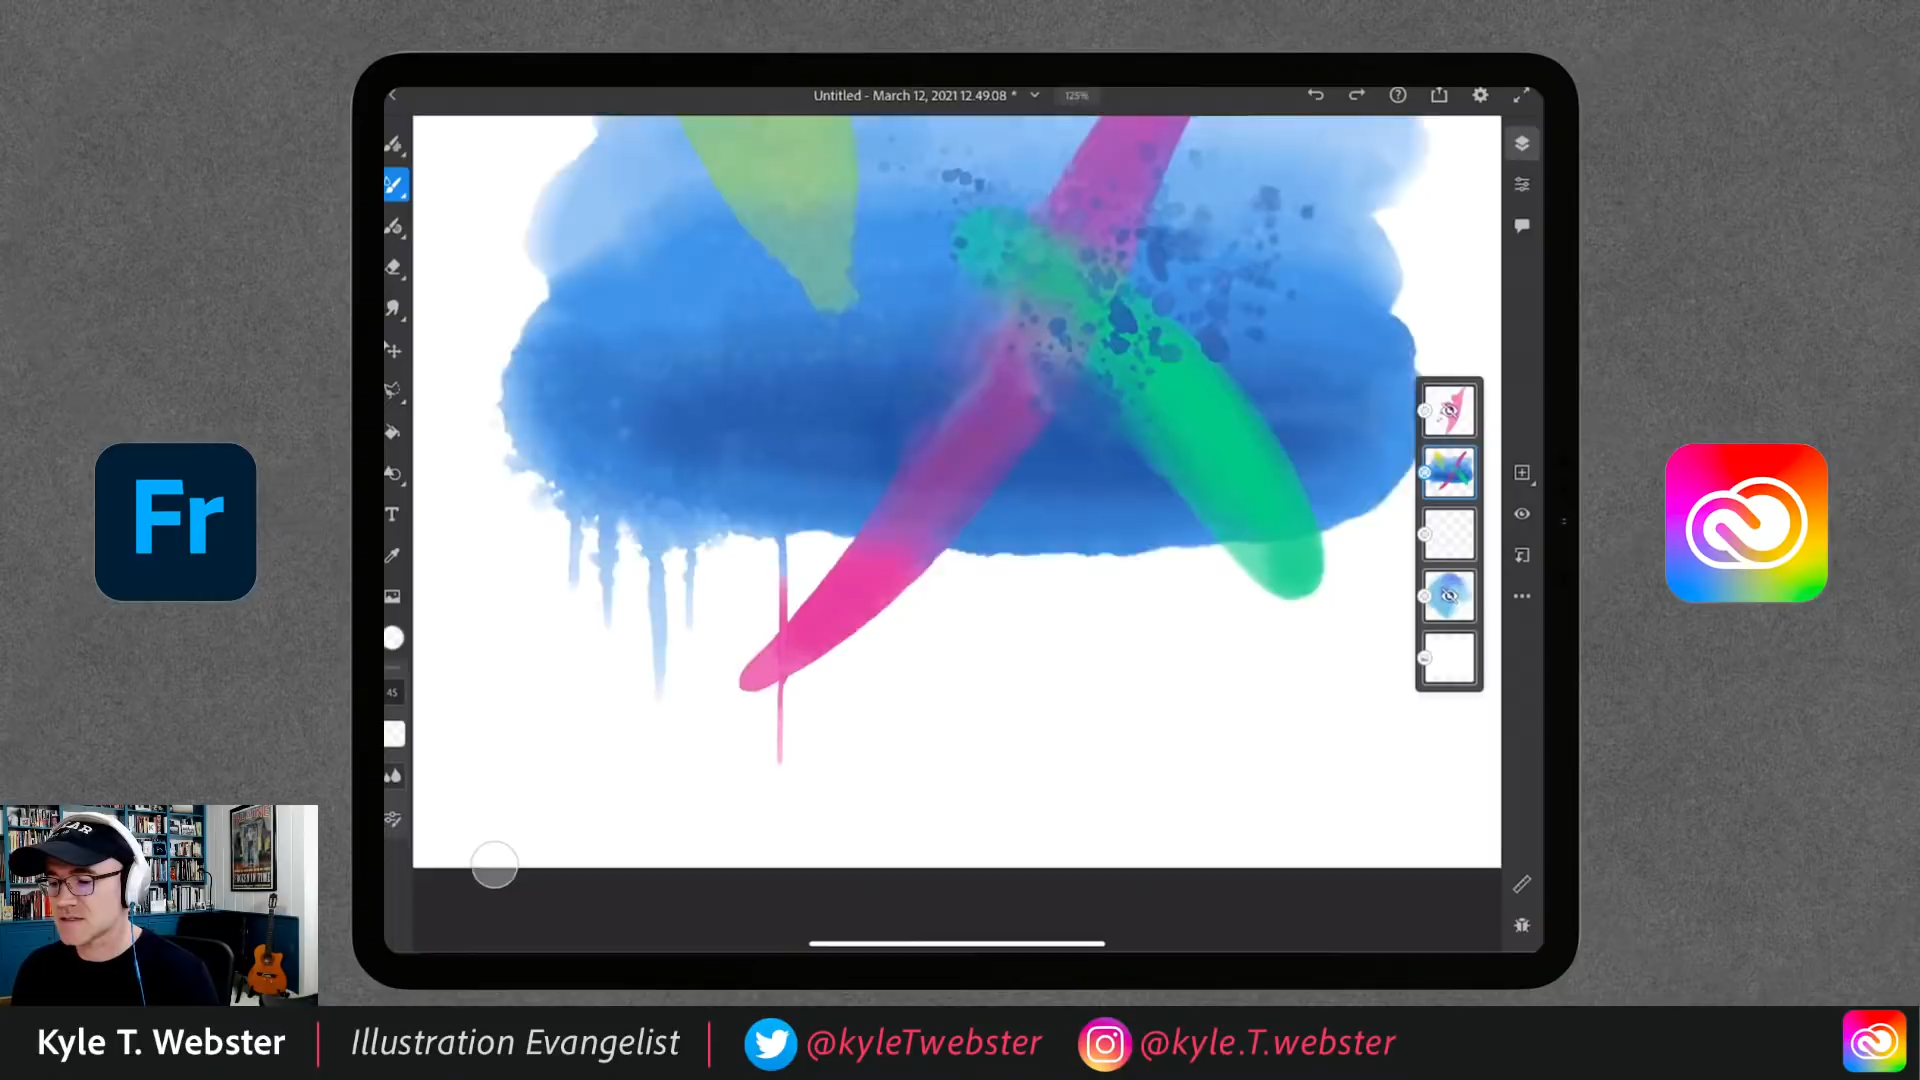 Untitled - March 12, 2021 12.49.08 *
125%
T
45
Fr
Kyle T. Webster
Illustration Evangelist
@kyleTwebster
@kyle.T.webster